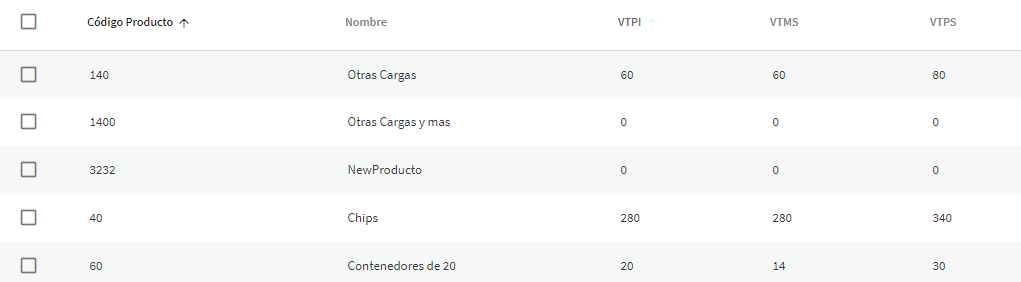 Código Producto Nombre VTPI VTMS VTPS
140 Otras Cargas 60 60 80
1400 Otras Cargas y mas 0 0 0
3232 NewProducto 0 0 0
40 Chips 280 280 340
60 Contenedores de 20 20 14 30